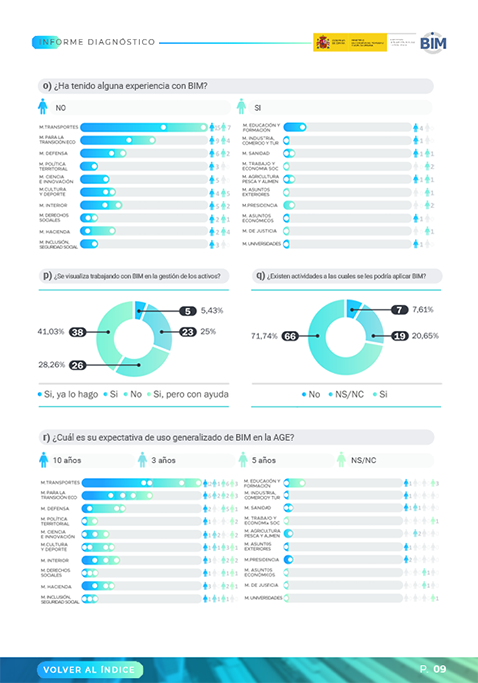 INFORME DIAGNÓSTICO
BIM
o) ¿Ha tenido alguna experiencia con BIM?
NO
SI
M.TRANSPORTES
M. PARA LA
TRANSICIÓN ECO
M. DEFENSA
M. POLÍTICA
TERRITORIAL
M. CIENCIA
E INNOVACIÓN
M.CULTURA
Y DEPORTE
M. INTERIOR
M. DERECHOS
SOCIALES
M. HACIENDA
M. INCLUSIÓN,
SEGURIDAD SOCIAL
M. EDUCACIÓN Y
FORMACIÓN
M. INDUSTRIA,
COMERCIO Y TUR
M. SANIDAD
M. TRABAJO Y
ECONOMIA SOC
M. AGRICULTURA
PESCA Y ALIMEN
M. ASUNTOS
EXTERIORES
M.PRESIDENCIA
M. ASUNTOS
ECONÓMICOS
M. DE JUSTICIA
M. UNIVERSIDADES
p) ¿Se visualiza trabajando con BIM en la gestión de los activos?
5 5,43%
41,03% 38
23 25%
28,26% 26
Si, ya lo hago Si No Si, pero con ayuda
q) ¿Existen actividades a las cuales se les podría aplicar BIM?
7 7,61%
71,74% 66
19 20,65%
No NS/NC Si
r) ¿Cuál es su expectativa de uso generalizado de BIM en la AGE?
10 años
3 años
5 años
NS/NC
M.TRANSPORTES
M. PARA LA
TRANSICIÓN ECO
M. DEFENSA
M. POLÍTICA
TERRITORIAL
M. CIENCIA
E INNOVACIÓN
M.CULTURA
Y DEPORTE
M. INTERIOR
M. DERECHOS
SOCIALES
M. HACIENDA
M. INCLUSIÓN,
SEGURIDAD SOCIAL
M. EDUCACIÓN Y
FORMACIÓN
M. INDUSTRIA,
COMERCIO Y TUR
M. SANIDAD
M. TRABAJO Y
ECONOMIA SOC
M. AGRICULTURA
PESCA Y ALIMEN
M. ASUNTOS
EXTERIORES
M.PRESIDENCIA
M. ASUNTOS
ECONÓMICOS
M. DE JUSTICIA
M. UNIVERSIDADES
VOLVER AL ÍNDICE
P. 09